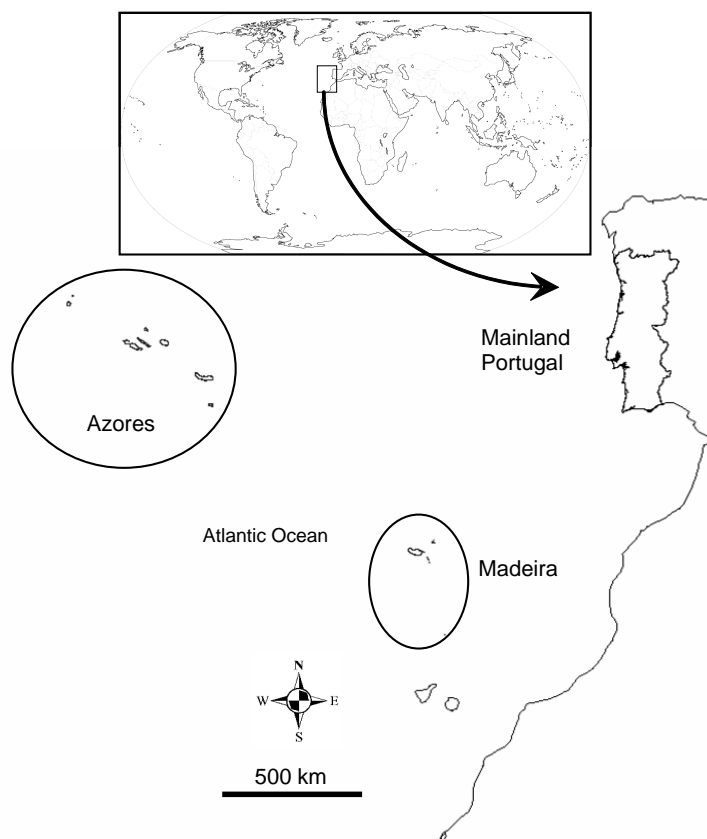 Mainland
Portugal
Azores
Atlantic Ocean
Madeira
N
W
E
S
500 km